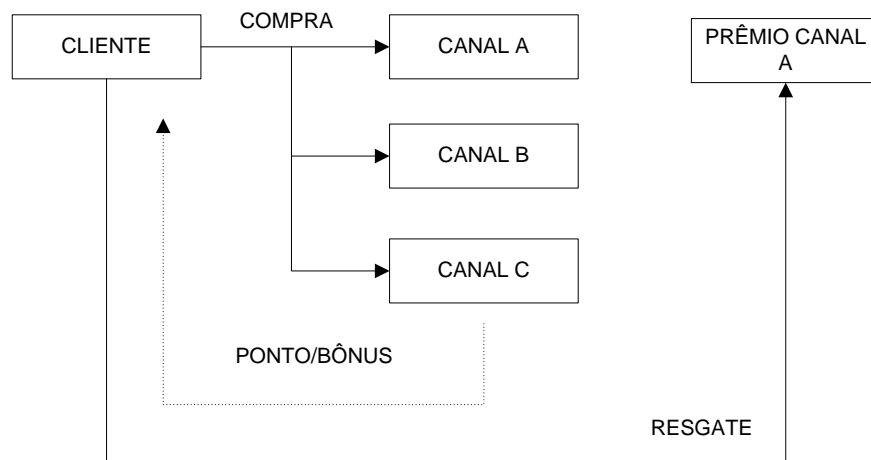 COMPRA
CLIENTE
CANAL A
PRÊMIO CANAL
A
CANAL B
CANAL C
PONTO/BÔNUS
RESGATE